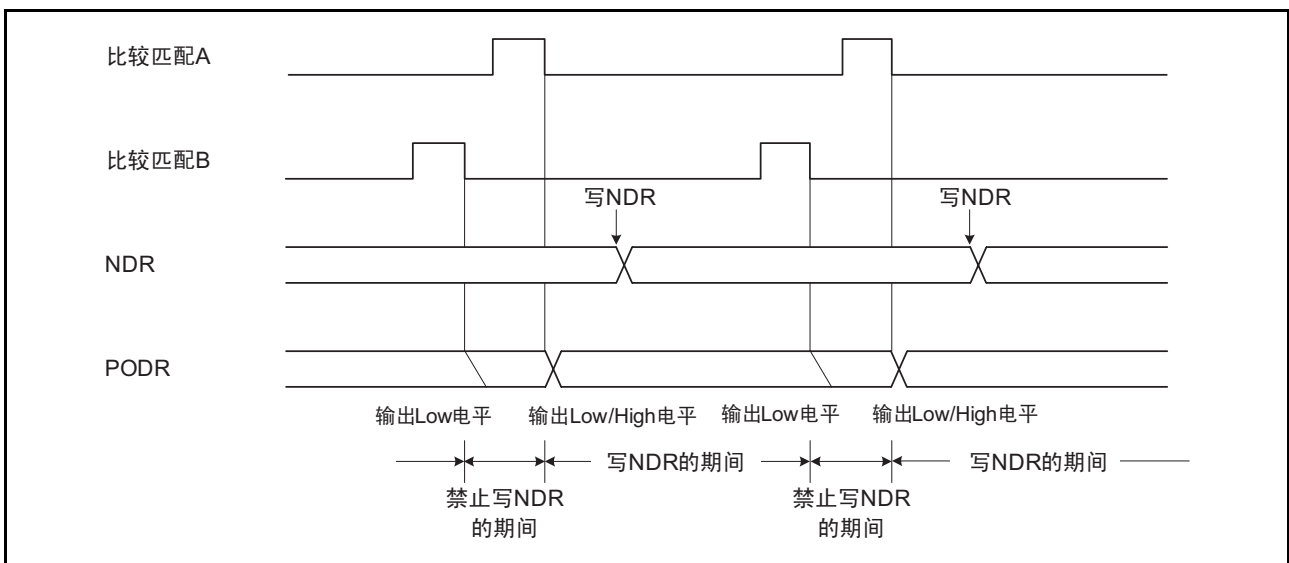 比较匹配A
比较匹配B
写NDR
写NDR
NDR
PODR
输出Low电平
输出Low/High电平
输出Low电平
输出Low/High电平
写NDR的期间
写NDR的期间
禁止写NDR
的期间
禁止写NDR
的期间